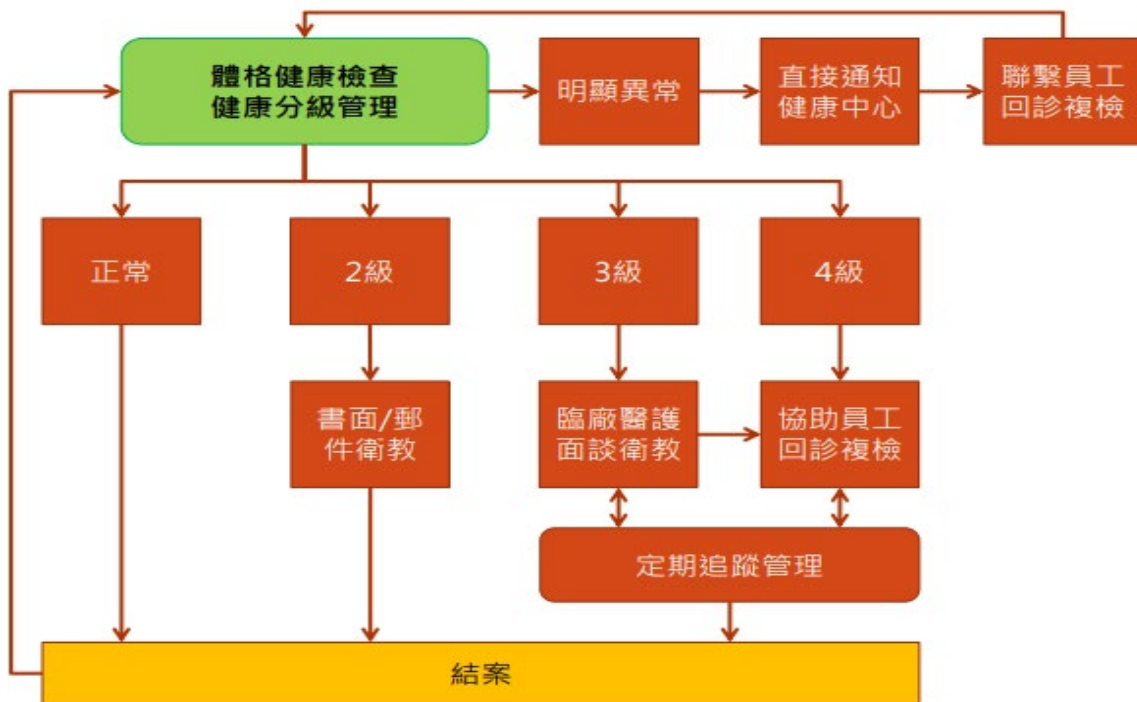 體格健康檢查
健康分級管理
明顯異常
直接通知
健康中心
聯繫員工
回診複檢
正常
2級
3級
4級
書面/郵
件衛教
臨廠醫護
面談衛教
協助員工
回診複檢
定期追蹤管理
結案